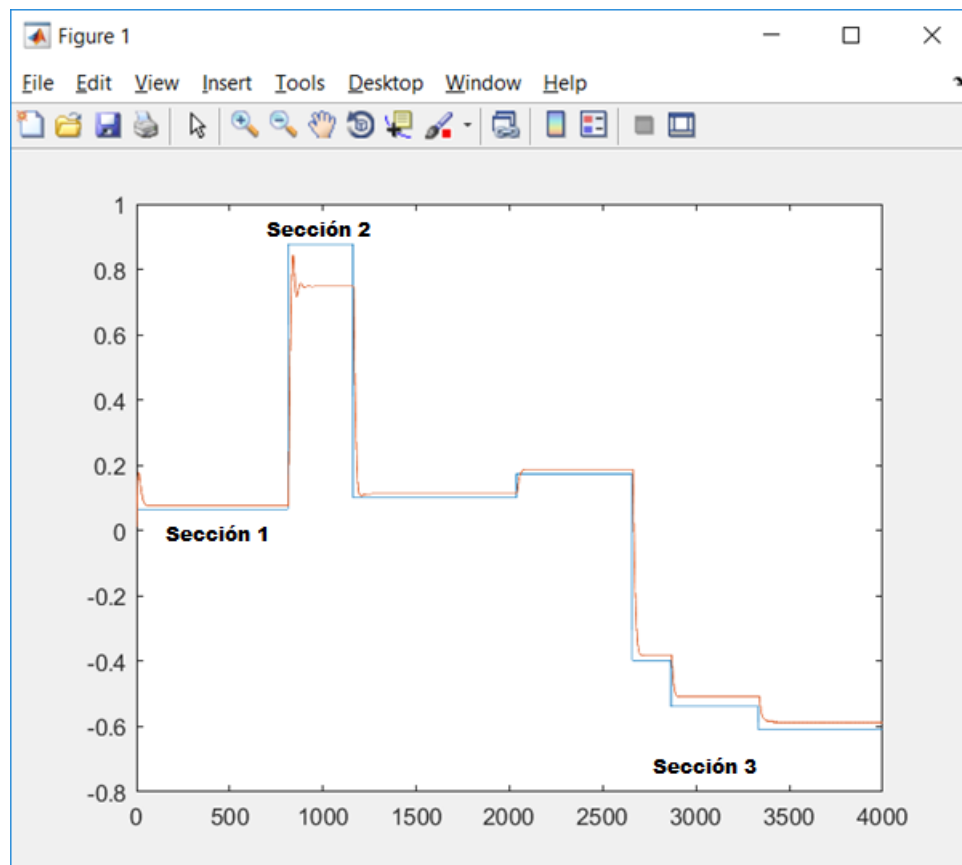 Figure 1
File Edit View Insert Tools Desktop Window Help
1
Sección 2
0.8
0.6
0.4
0.2
0
Sección 1
-0.2
-0.4
-0.6
Sección 3
-0.8
0 500 1000 1500 2000 2500 3000 3500 4000